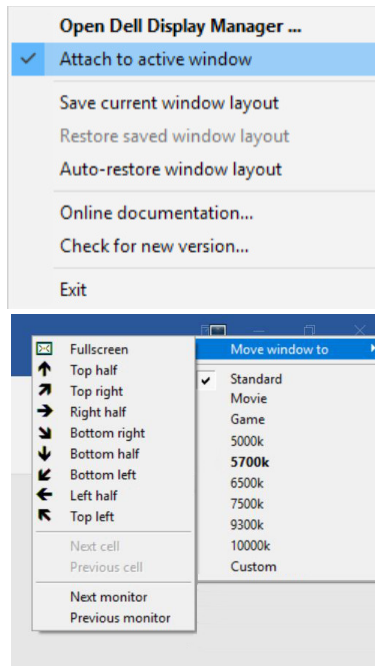 Open Dell Display Manager ...
Attach to active window
Save current window layout
Restore saved window layout
Auto-restore window layout
Online documentation...
Check for new version...
Exit
Fullscreen
Top half
Top right
Right half
Bottom right
Bottom half
Bottom left
Left half
Top left
Next cell
Previous cell
Next monitor
Previous monitor
Move window to
Standard
Movie
Game
5000k
5700k
6500k
7500k
9300k
10000k
Custom